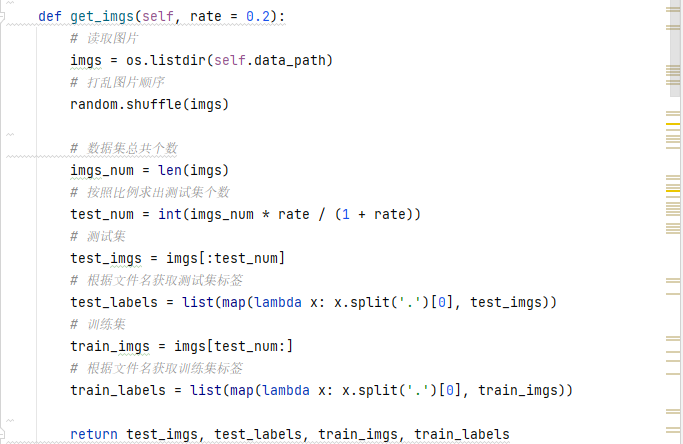 def get_imgs(self, rate = 0.2):
# 读取图片
imgs = os.listdir(self.data_path)
# 打乱图片顺序
random.shuffle(imgs)
# 数据集总共个数
imgs_num = len(imgs)
# 按照比例求出测试集个数
test_num = int(imgs_num * rate / (1 + rate))
# 测试集
test_imgs = imgs[:test_num]
# 根据文件名获取测试集标签
test_labels = list(map(lambda x: x.split('.')[0], test_imgs))
# 训练集
train_imgs = imgs[test_num:]
# 根据文件名获取训练集标签
train_labels = list(map(lambda x: x.split('.')[0], train_imgs))
return test_imgs, test_labels, train_imgs, train_labels